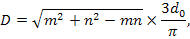 D = √(m² + n² − mn) × 3d₀/π,